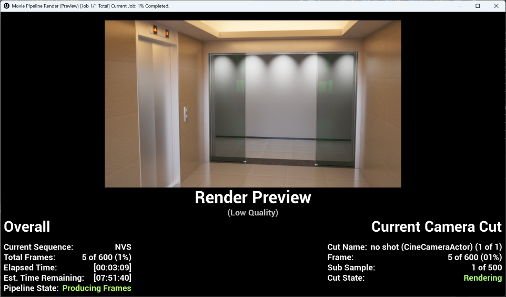 Movie Pipeline Render (Preview) [Job 1/1 Total] Current Job: 1% Completed.
Render Preview
(Low Quality)
Overall
Current Sequence: NVS
Total Frames: 5 of 600 (1%)
Elapsed Time: [00:03:09]
Est. Time Remaining: [07:51:40]
Pipeline State: Producing Frames
Current Camera Cut
Cut Name: no shot (CineCameraActor) (1 of 1)
Frame: 5 of 600 (01%)
Sub Sample: 1 of 500
Cut State: Rendering